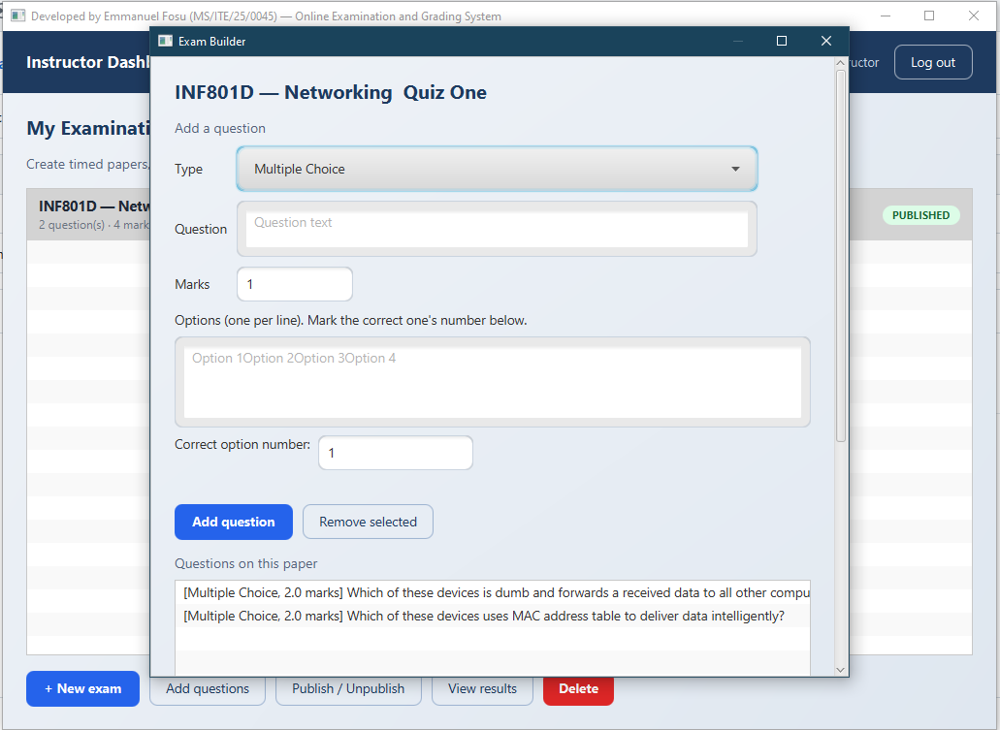 Developed by Emmanuel Fosu (MS/ITE/25/0045) — Online Examination and Grading System
Exam Builder
Instructor Dashl
uctor
Log out
My Examinati
Create timed papers,
INF801D — Netw
2 question(s) · 4 mark
PUBLISHED
INF801D — Networking  Quiz One
Add a question
Type
Multiple Choice
Question
Question text
Marks
1
Options (one per line). Mark the correct one's number below.
Option 1Option 2Option 3Option 4
Correct option number:
1
Add question
Remove selected
Questions on this paper
[Multiple Choice, 2.0 marks] Which of these devices is dumb and forwards a received data to all other compu
[Multiple Choice, 2.0 marks] Which of these devices uses MAC address table to deliver data intelligently?
+ New exam
Add questions
Publish / Unpublish
View results
Delete